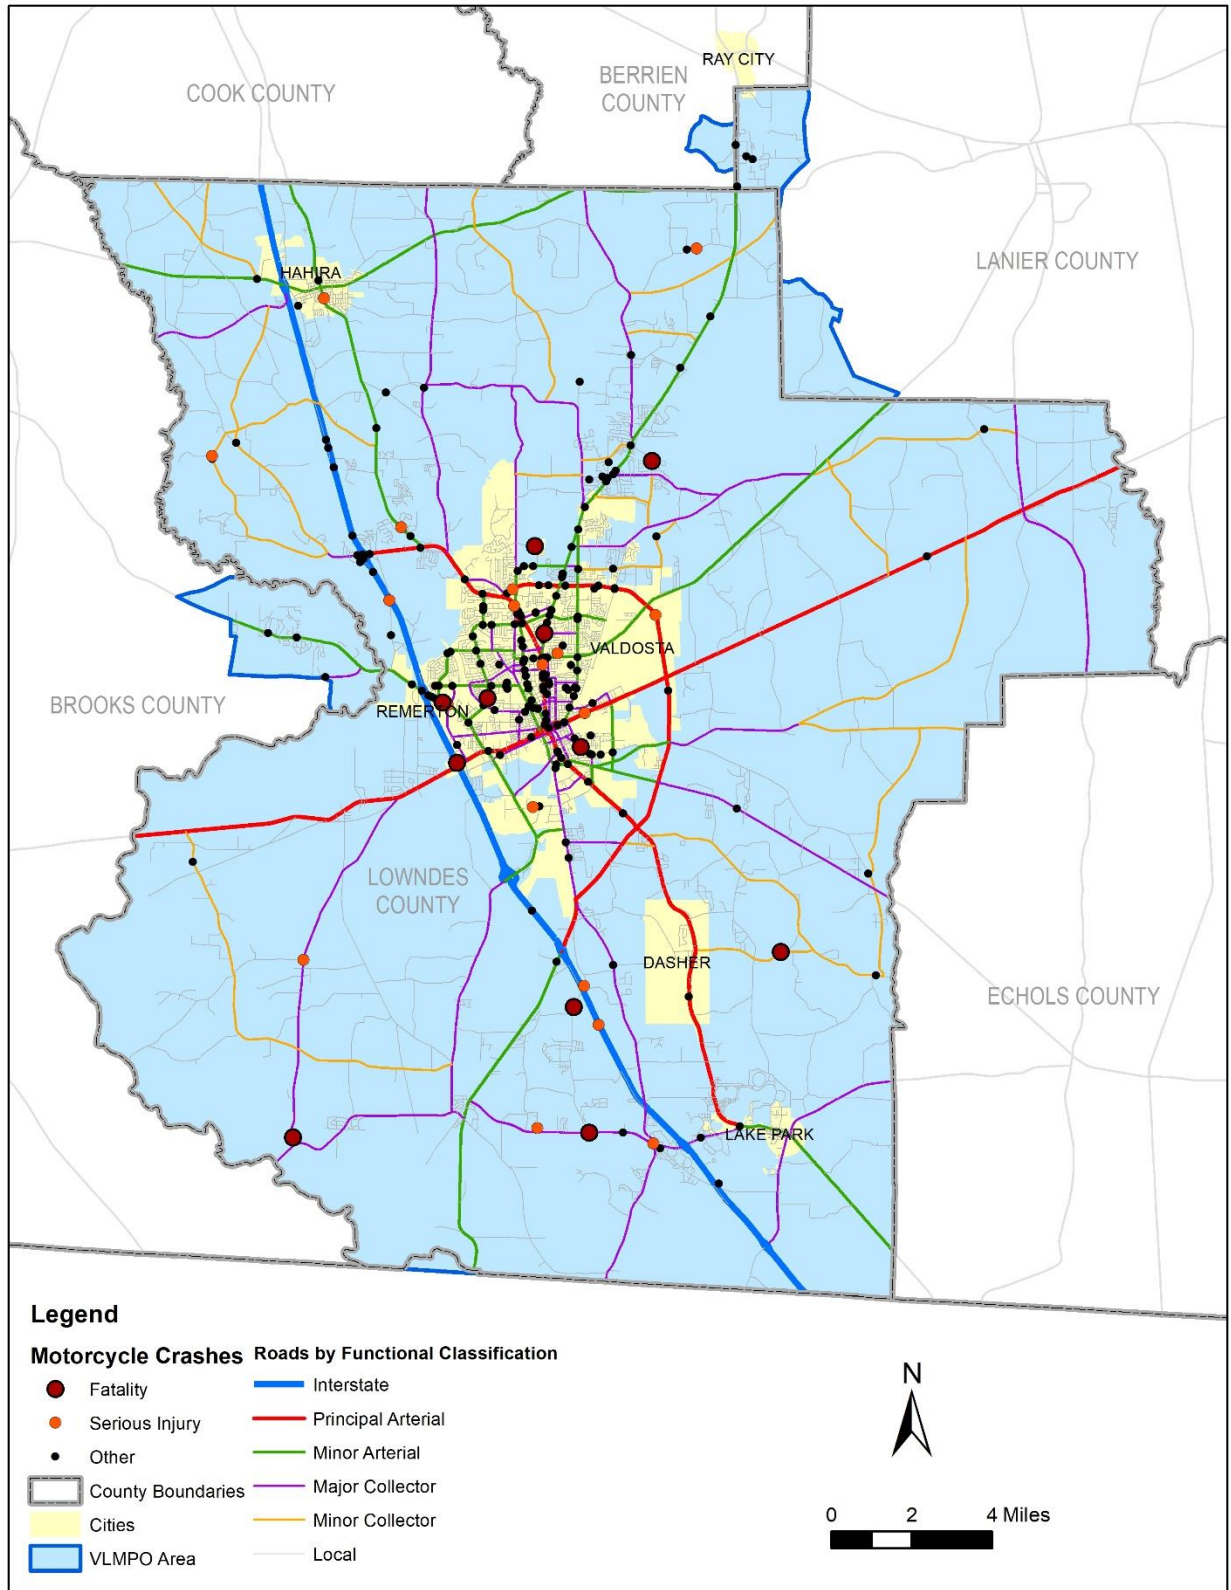 RAY CITY
COOK COUNTY
BERRIEN
COUNTY
LANIER COUNTY
HAHIRA
VALDOSTA
BROOKS COUNTY
REMERTON
LOWNDES
COUNTY
DASHER
ECHOLS COUNTY
LAKE PARK
Legend
Motorcycle Crashes
Fatality
Serious Injury
Other
County Boundaries
Cities
VLMPO Area
Roads by Functional Classification
Interstate
Principal Arterial
Minor Arterial
Major Collector
Minor Collector
Local
N
0 2 4 Miles